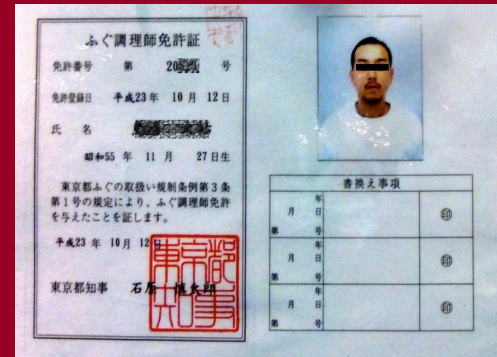 ふぐ調理師免許証
免許番号 第 20 号
免許登録日 平成23年 10月 12日
氏 名
昭和55年 11月 27日生
東京都ふぐの取扱い規制条例第3条
第1号の規定により、ふぐ調理師免許
を与えたことを証します。
平成23年 10月 12日
東京都知事 石原 慎太郎
書換え事項
年
月 日
第 号
印
年
月 日
第 号
印
年
月 日
第 号
印